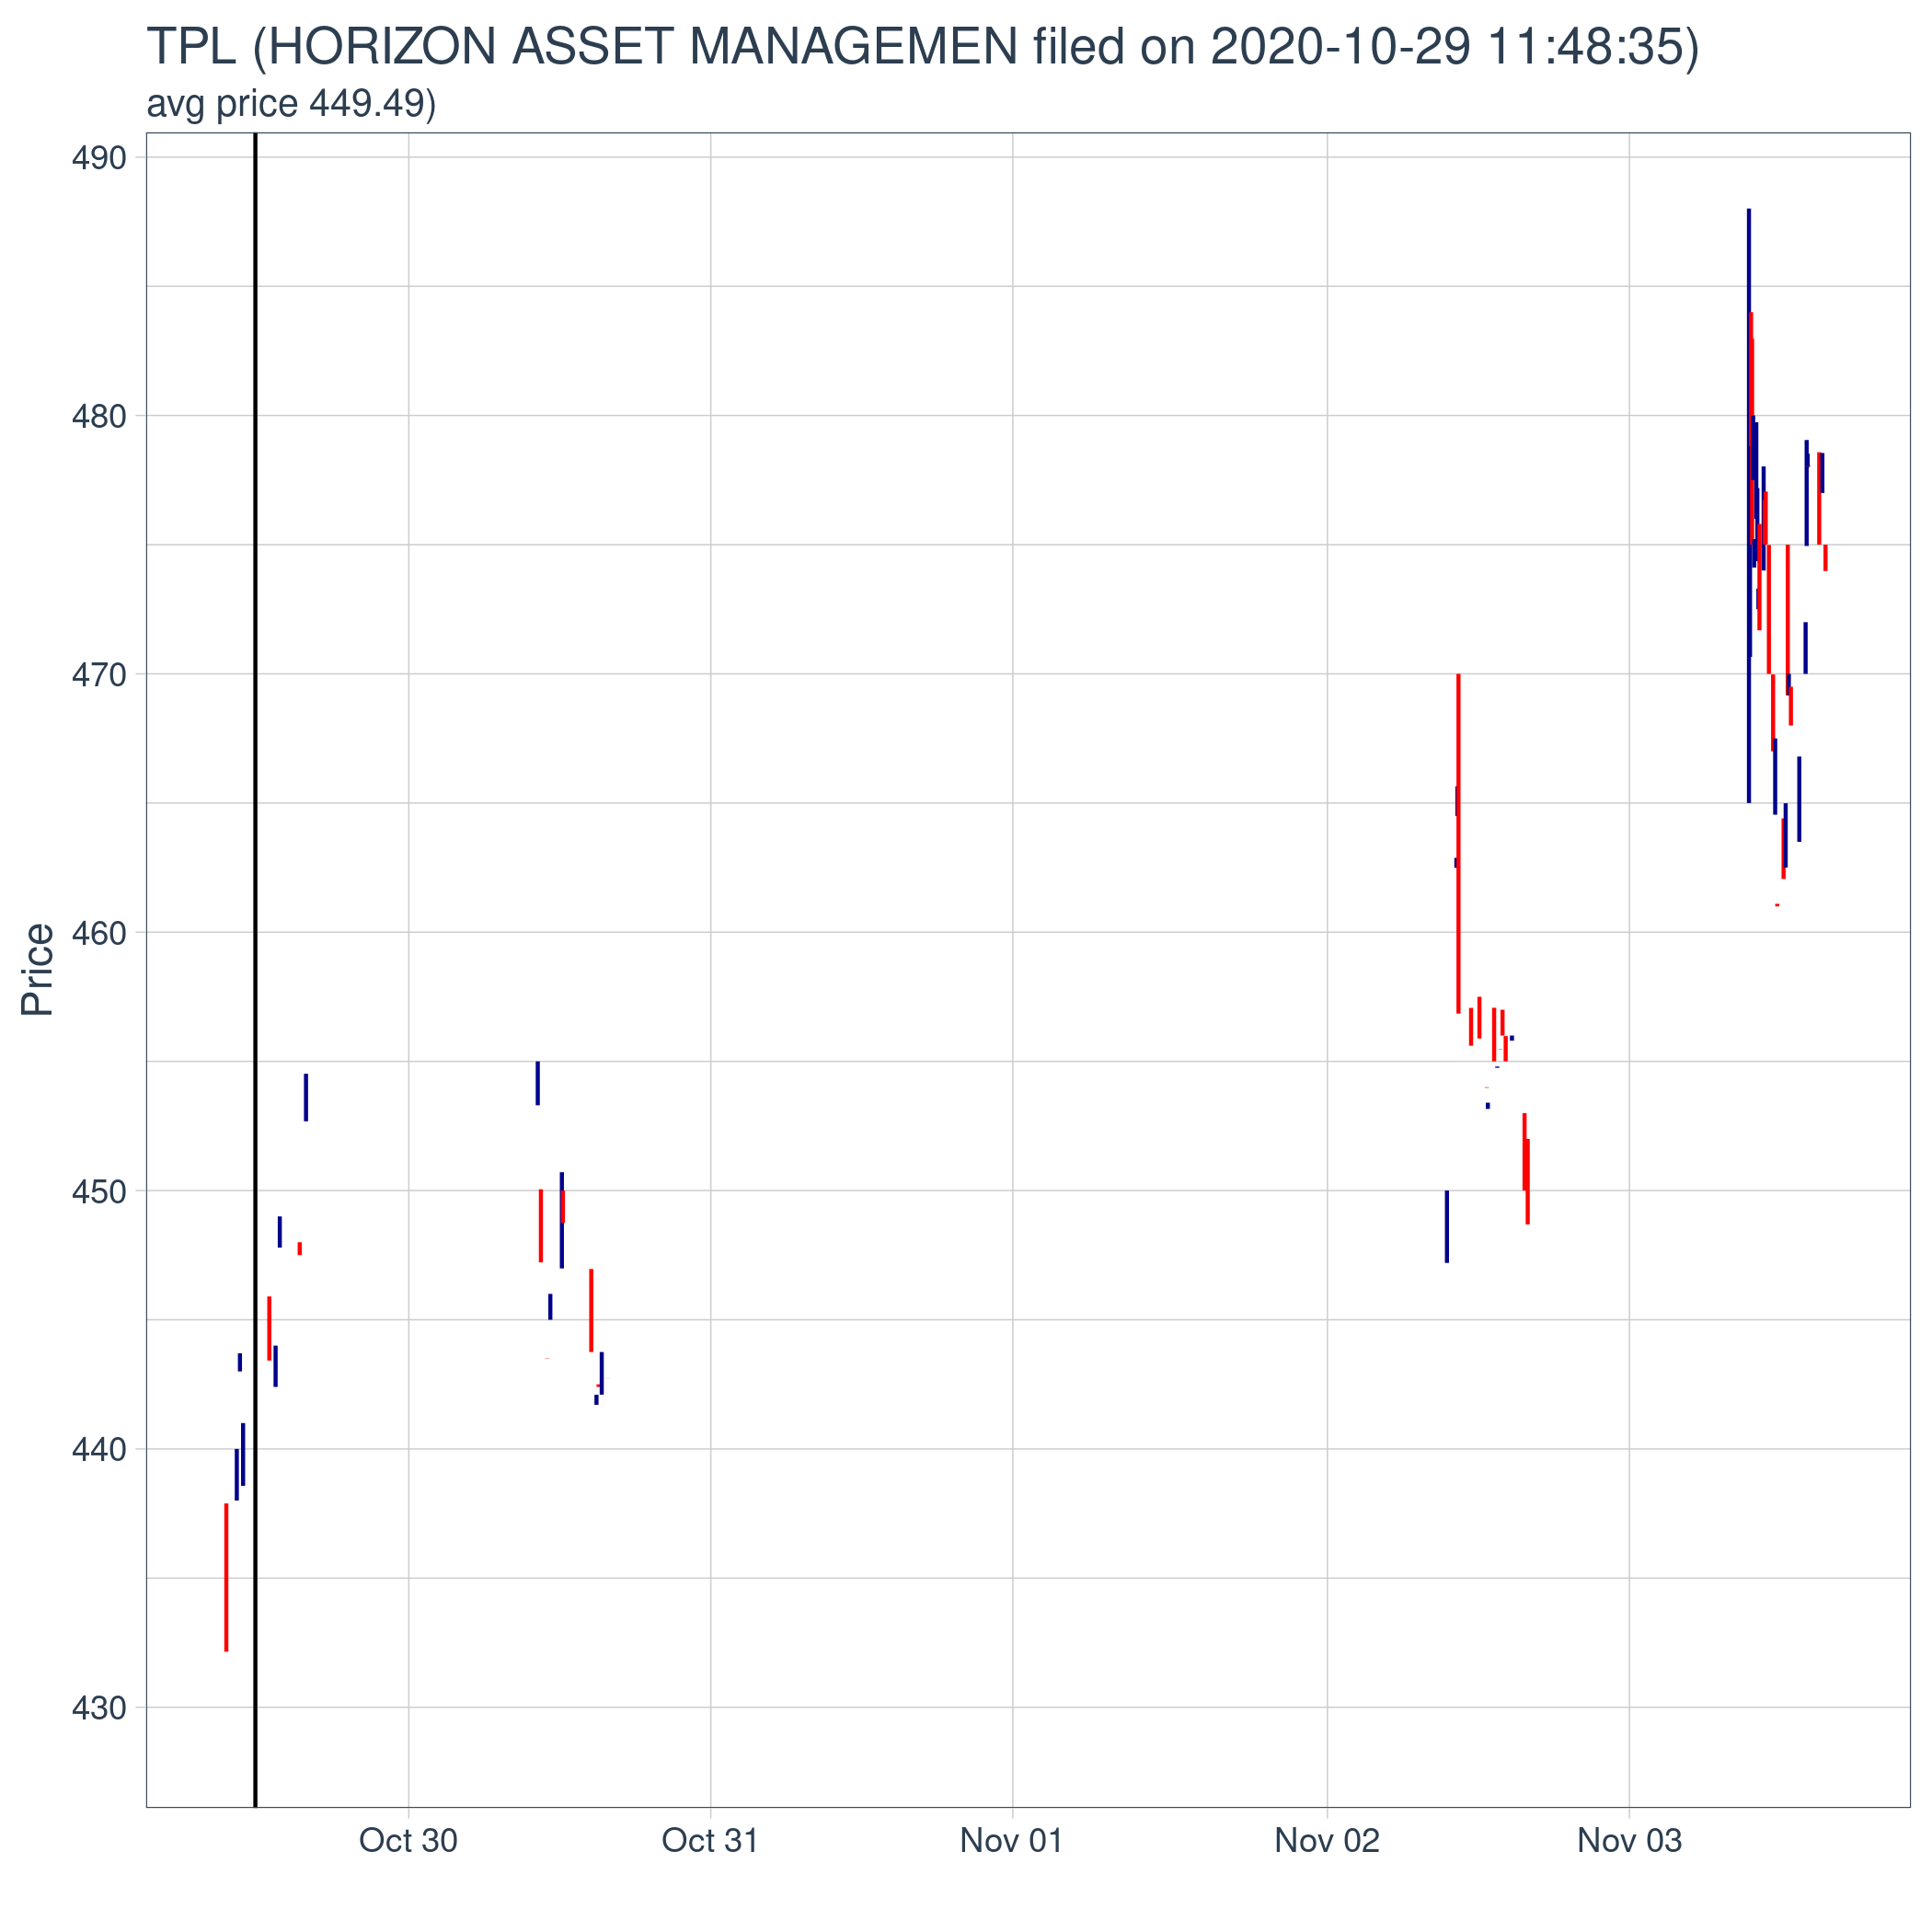 TPL (HORIZON ASSET MANAGEMEN filed on 2020-10-29 11:48:35)
avg price 449.49)
490
480
470
Price
460
450
440
430
Oct 30 Oct 31 Nov 01 Nov 02 Nov 03